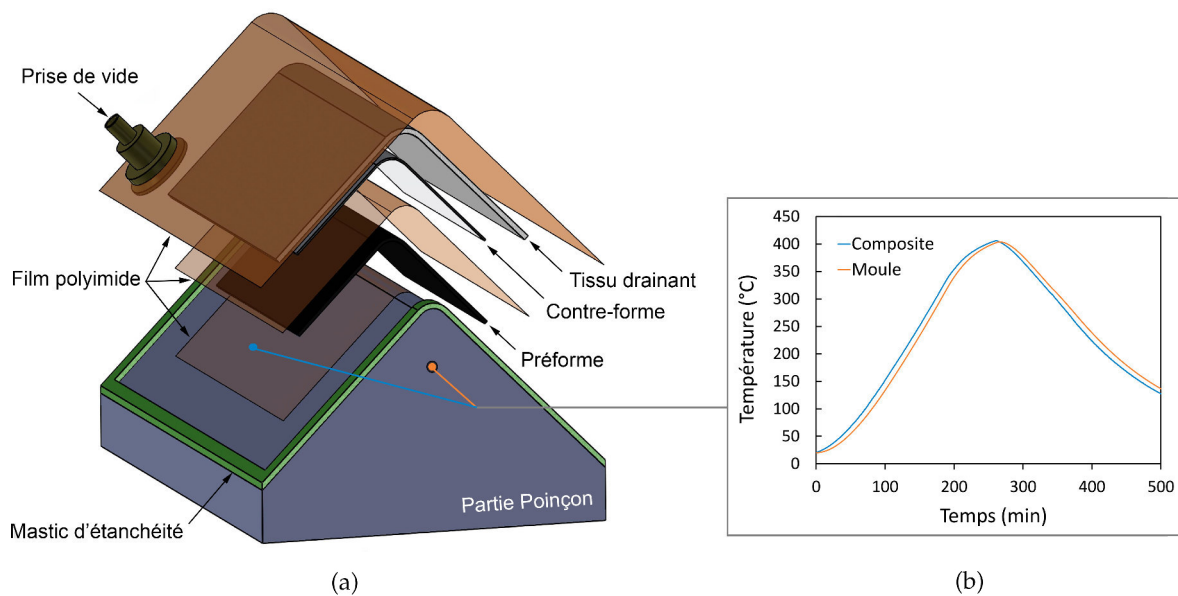 Prise de vide
Film polyimide
Tissu drainant
Contre-forme
Préforme
Partie Poinçon
Mastic d'étanchéité
(a)
450
400
350
300
250
200
150
100
50
0
Température (°C)
Composite
Moule
0 100 200 300 400 500
Temps (min)
(b)